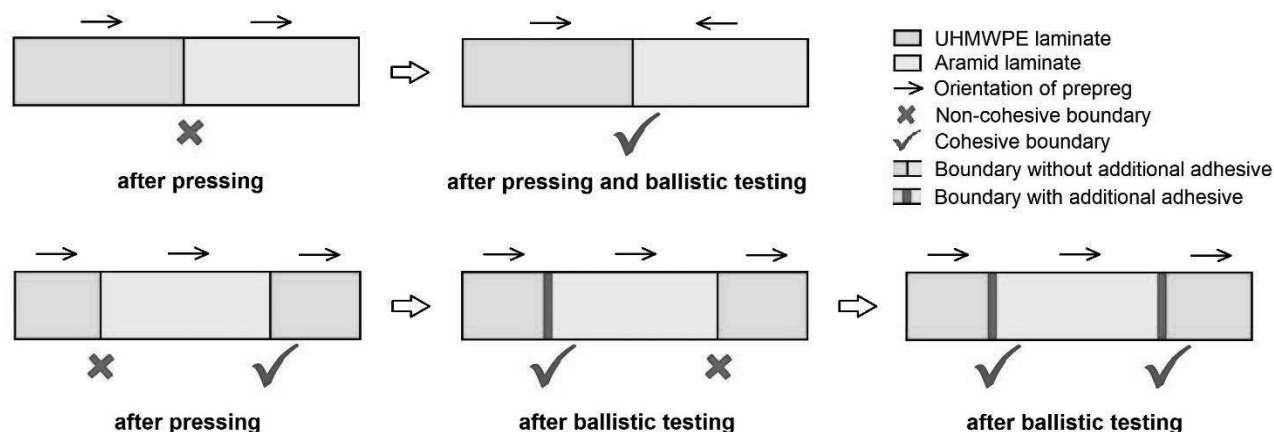 after pressing
after pressing and ballistic testing
UHMWPE laminate
Aramid laminate
Orientation of prepreg
Non-cohesive boundary
Cohesive boundary
Boundary without additional adhesive
Boundary with additional adhesive
after pressing
after ballistic testing
after ballistic testing